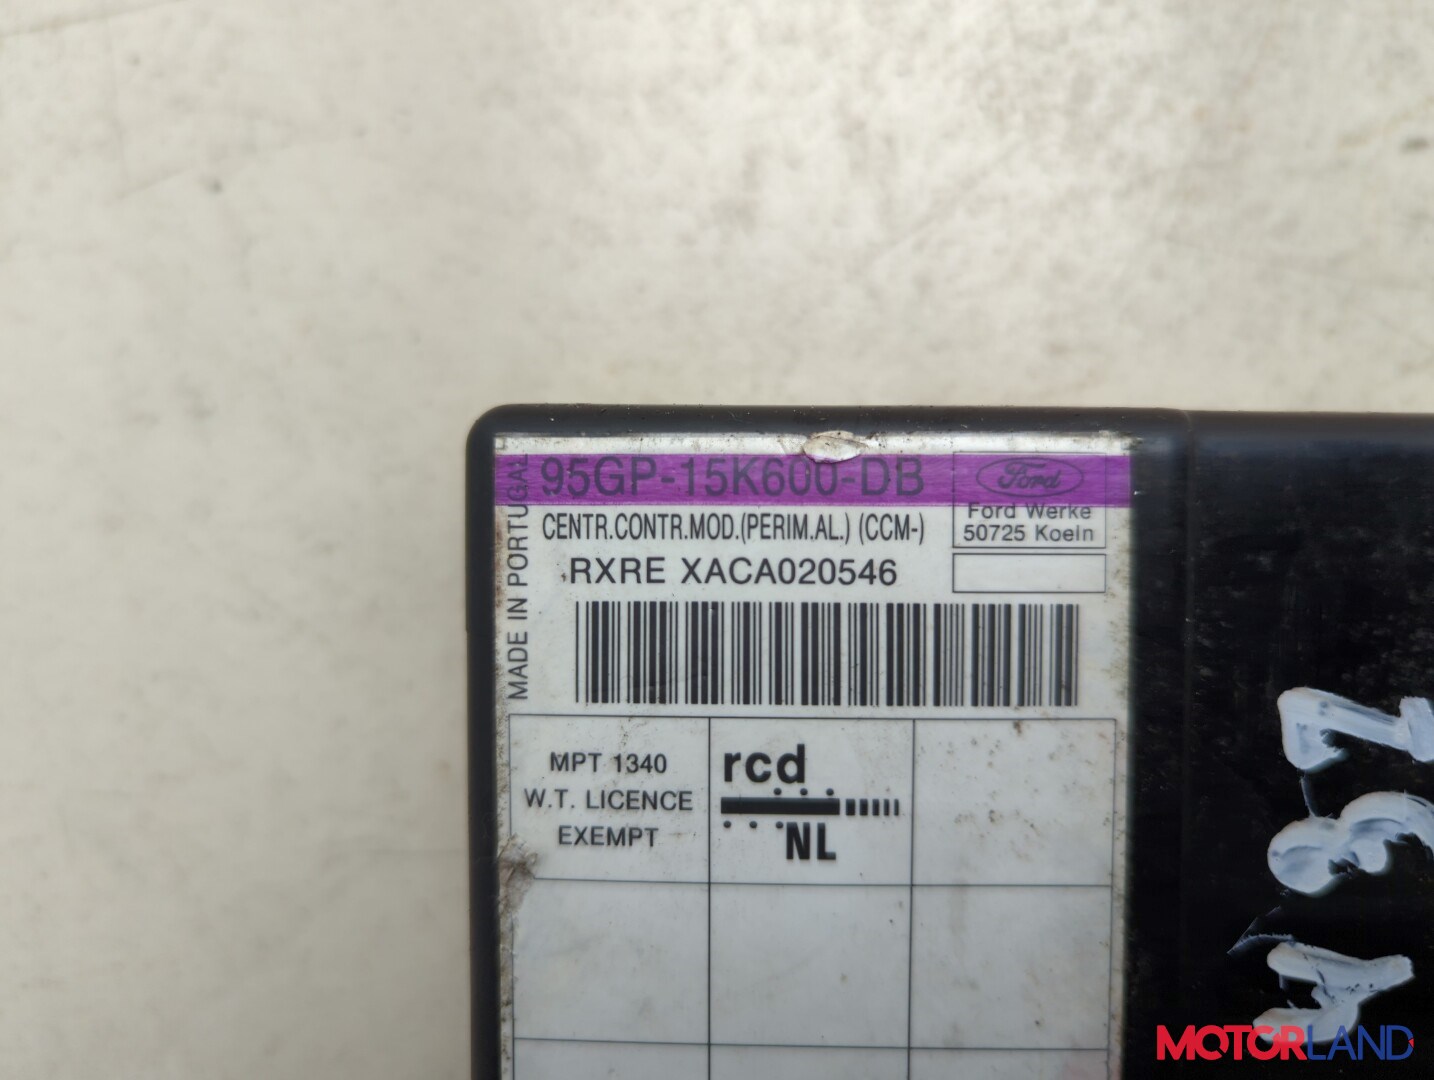 95GP-15K600-DB
Ford
CENTR.CONTR.MOD.(PERIM.AL.) (CCM-)
Ford Werke
50725 Koeln
RXRE XACA020546
MADE IN PORTUGAL
MPT 1340
W.T. LICENCE
EXEMPT
rcd
NL
MOTORLAND